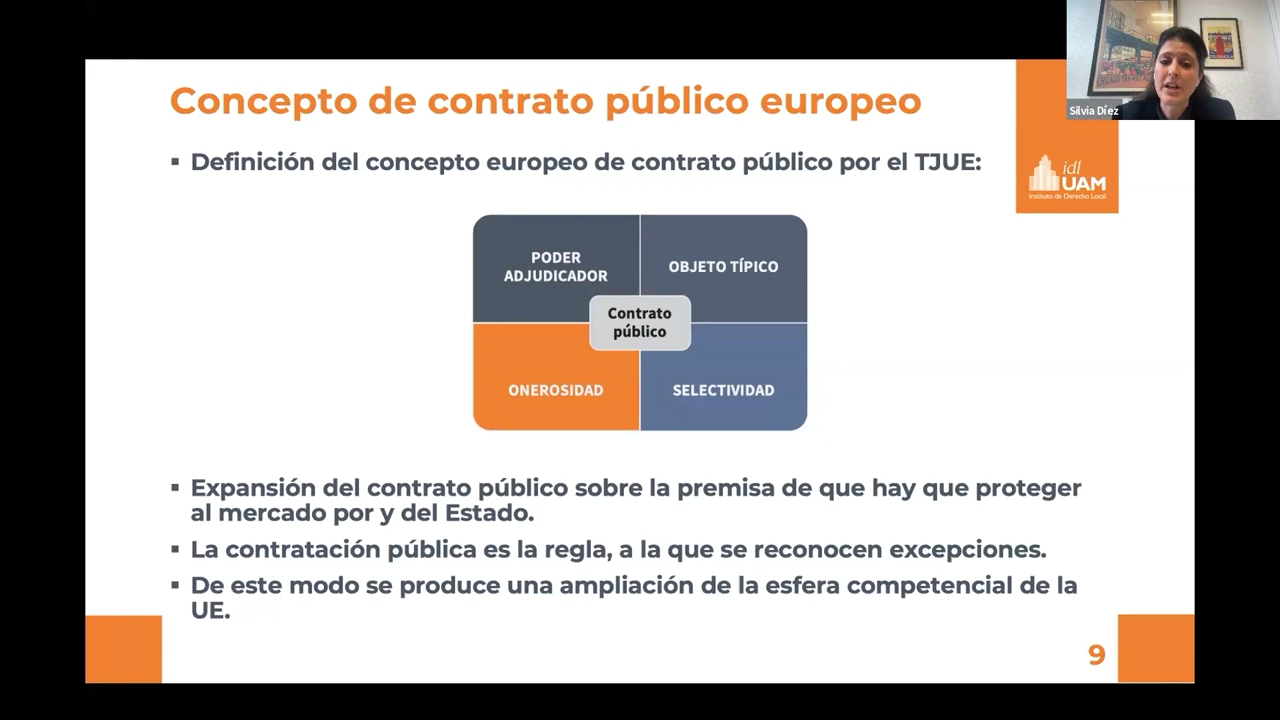 Concepto de contrato público europeo
Silvia Díez
▪ Definición del concepto europeo de contrato público por el TJUE:
idl
UAM
Instituto de Derecho Local
PODER
ADJUDICADOR
OBJETO TÍPICO
Contrato
público
ONEROSIDAD
SELECTIVIDAD
▪ Expansión del contrato público sobre la premisa de que hay que proteger
al mercado por y del Estado.
▪ La contratación pública es la regla, a la que se reconocen excepciones.
▪ De este modo se produce una ampliación de la esfera competencial de la
UE.
9